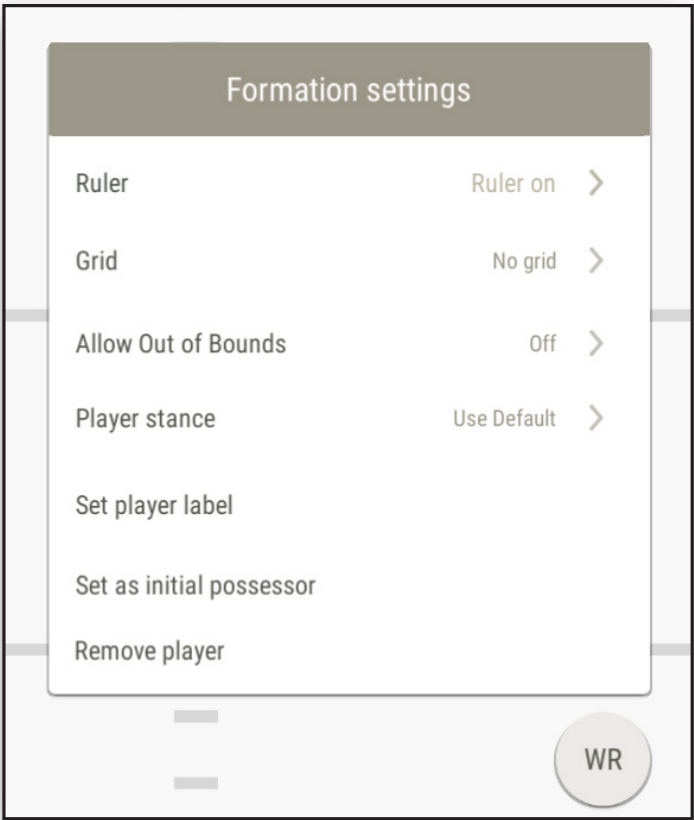 Formation settings
Ruler Ruler on
Grid No grid
Allow Out of Bounds Off
Player stance Use Default
Set player label
Set as initial possessor
Remove player
WR